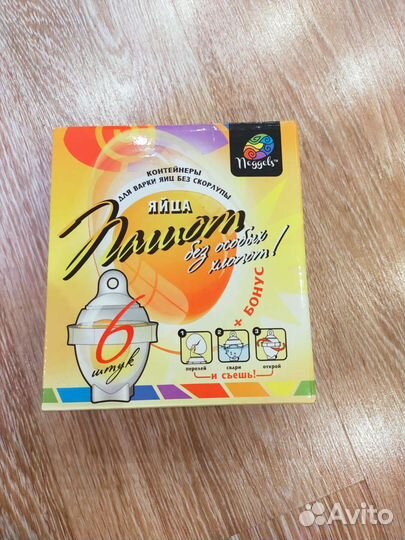 Neggels™
КОНТЕЙНЕРЫ
ДЛЯ ВАРКИ ЯИЦ БЕЗ СКОРЛУПЫ
ЯЙЦА
Пашот
без особых
хлопот!
+ БОНУС
6
штук
1
2
3
перелей
свари
открой
и съешь!
Avito